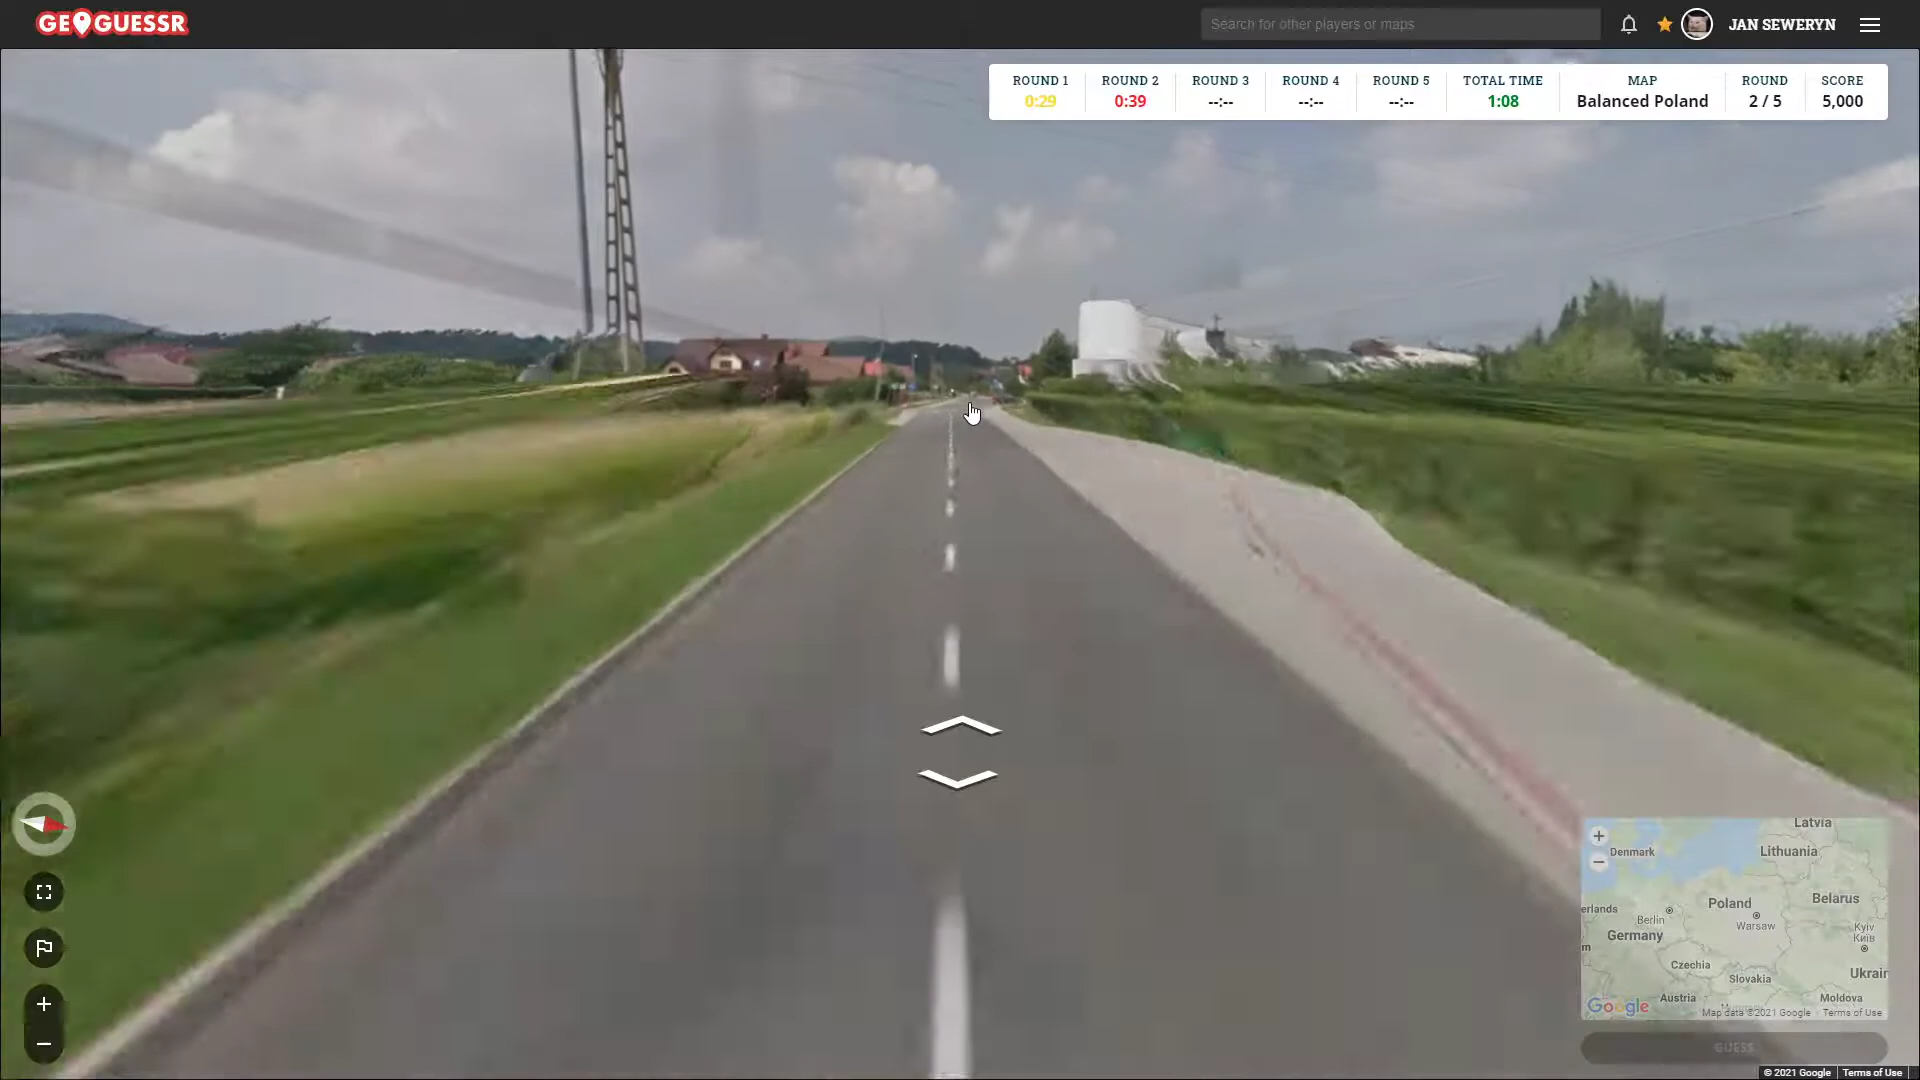 GEOGUESSR
Search for other players or maps
JAN SEWERYN
ROUND 1 ROUND 2 ROUND 3 ROUND 4 ROUND 5 TOTAL TIME MAP ROUND SCORE
0:29 0:39 --:-- --:-- --:-- 1:08 Balanced Poland 2 / 5 5,000
Latvia
Denmark
Lithuania
Poland
Belarus
erlands
Berlin
Warsaw
Kyiv
Київ
Germany
m
Czechia
Slovakia
Ukrain
Austria
Moldova
Google
Map data ©2021 Google Terms of Use
GUESS
© 2021 Google Terms of Use